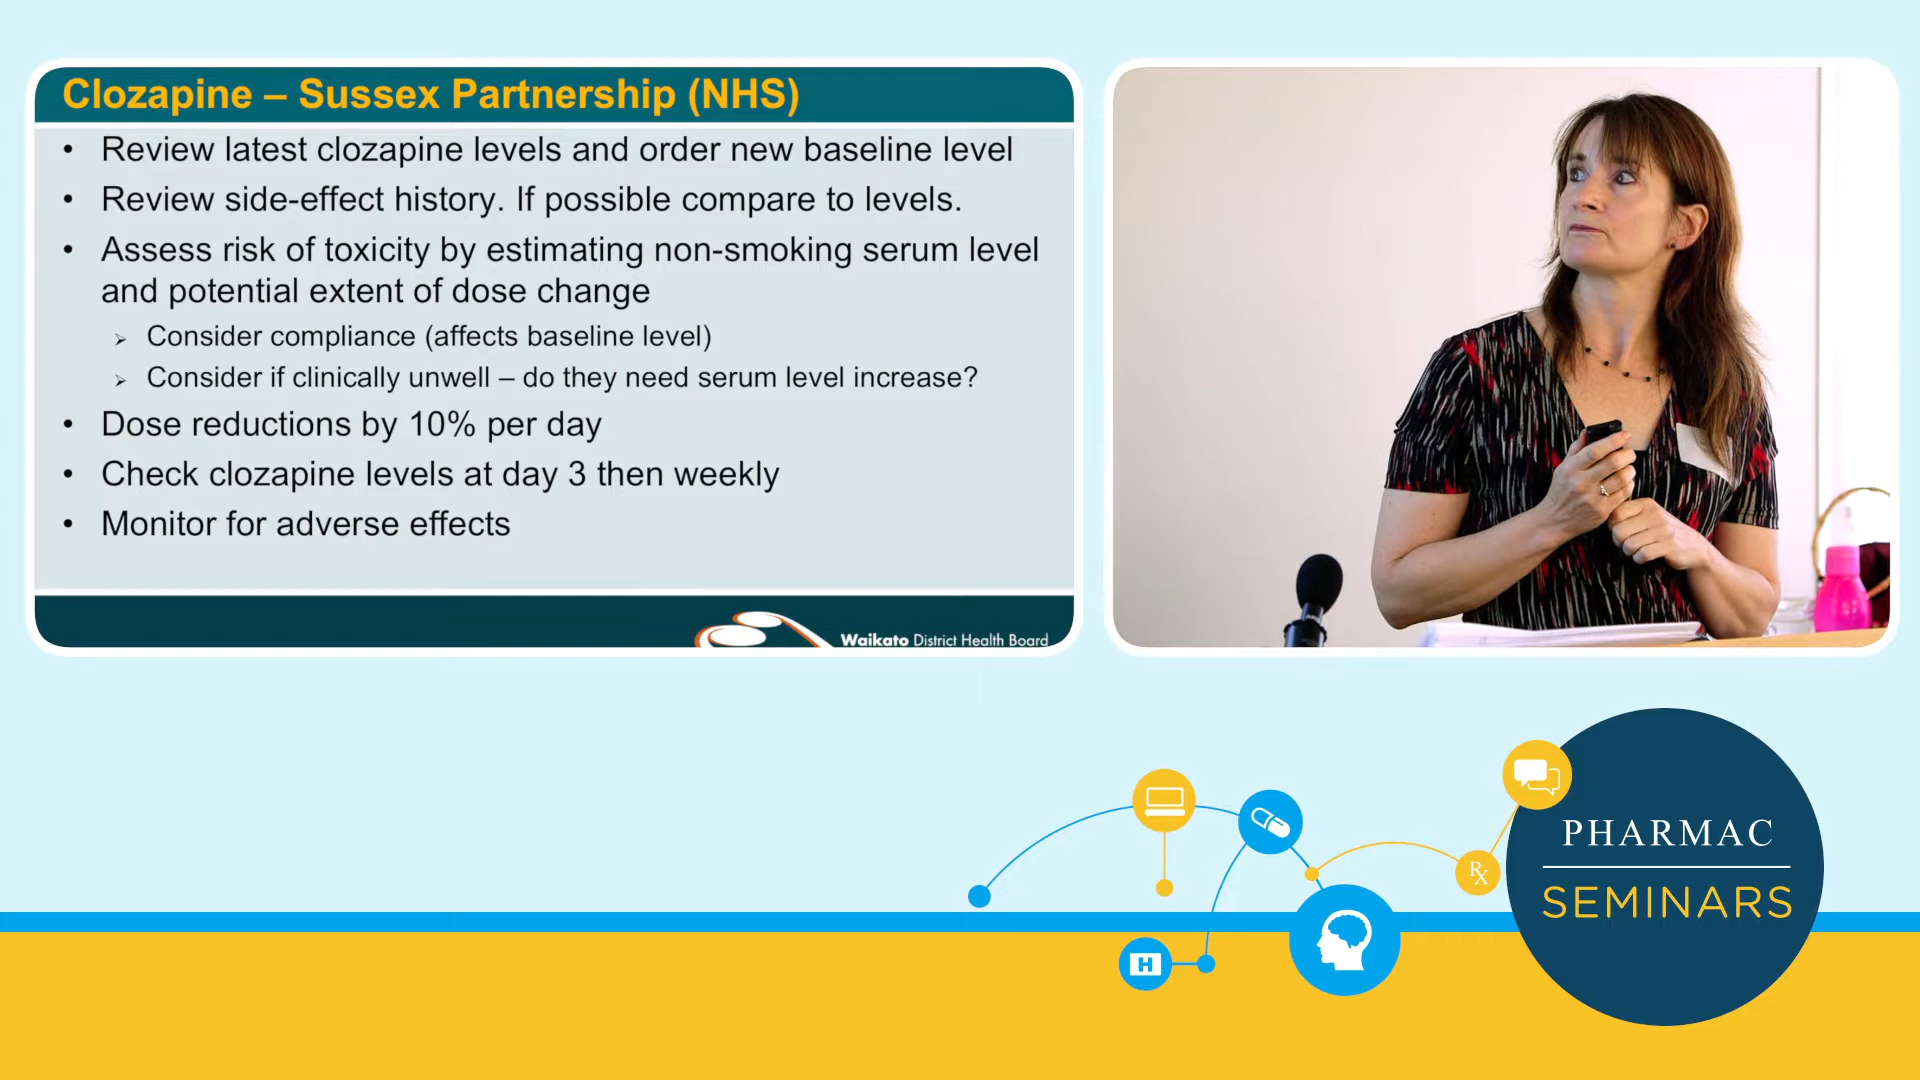 Clozapine – Sussex Partnership (NHS)
• Review latest clozapine levels and order new baseline level
• Review side-effect history. If possible compare to levels.
• Assess risk of toxicity by estimating non-smoking serum level
and potential extent of dose change
➢ Consider compliance (affects baseline level)
➢ Consider if clinically unwell – do they need serum level increase?
• Dose reductions by 10% per day
• Check clozapine levels at day 3 then weekly
• Monitor for adverse effects
Waikato District Health Board
PHARMAC
SEMINARS
Rx
H